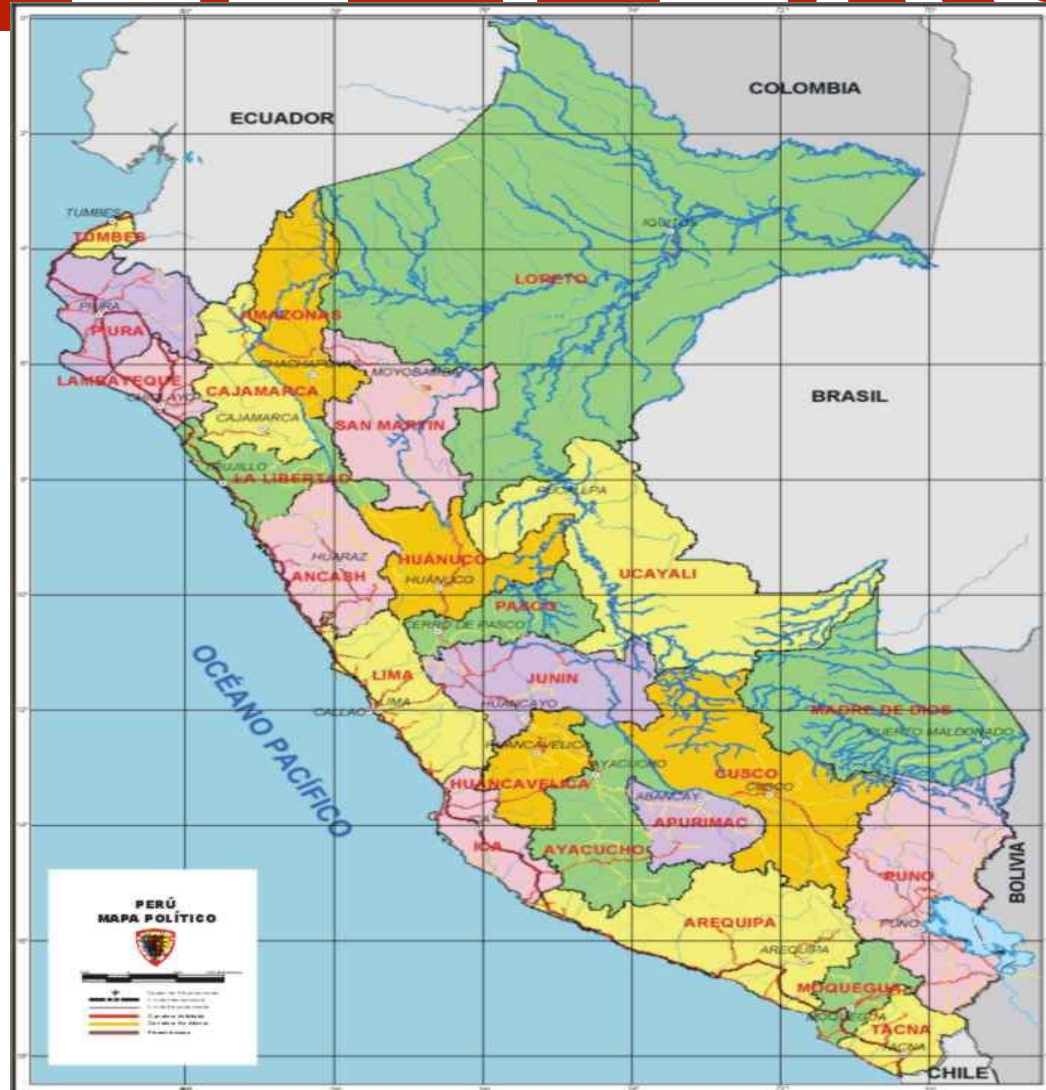 COLOMBIA
ECUADOR
TUMBES
TUMBES
IQUITOS
LORETO
PIURA
PIURA
AMAZONAS
CHACHAPOYAS
MOYOBAMBA
LAMBAYEQUE
CHICLAYO
CAJAMARCA
CAJAMARCA
BRASIL
SAN MARTIN
TRUJILLO
LA LIBERTAD
PUCALLPA
HUARAZ
ANCASH
HUÁNUCO
HUÁNUCO
UCAYALI
PASCO
CERRO DE PASCO
OCÉANO PACÍFICO
LIMA
LIMA
CALLAO
JUNIN
HUANCAYO
MADRE DE DIOS
PUERTO MALDONADO
HUANCAVELICA
HUANCAVELICA
AYACUCHO
CUSCO
CUSCO
ABANCAY
APURIMAC
ICA
ICA
AYACUCHO
PUNO
PUNO
BOLIVIA
AREQUIPA
AREQUIPA
MOQUEGUA
MOQUEGUA
TACNA
TACNA
CHILE
PERÚ
MAPA POLÍTICO